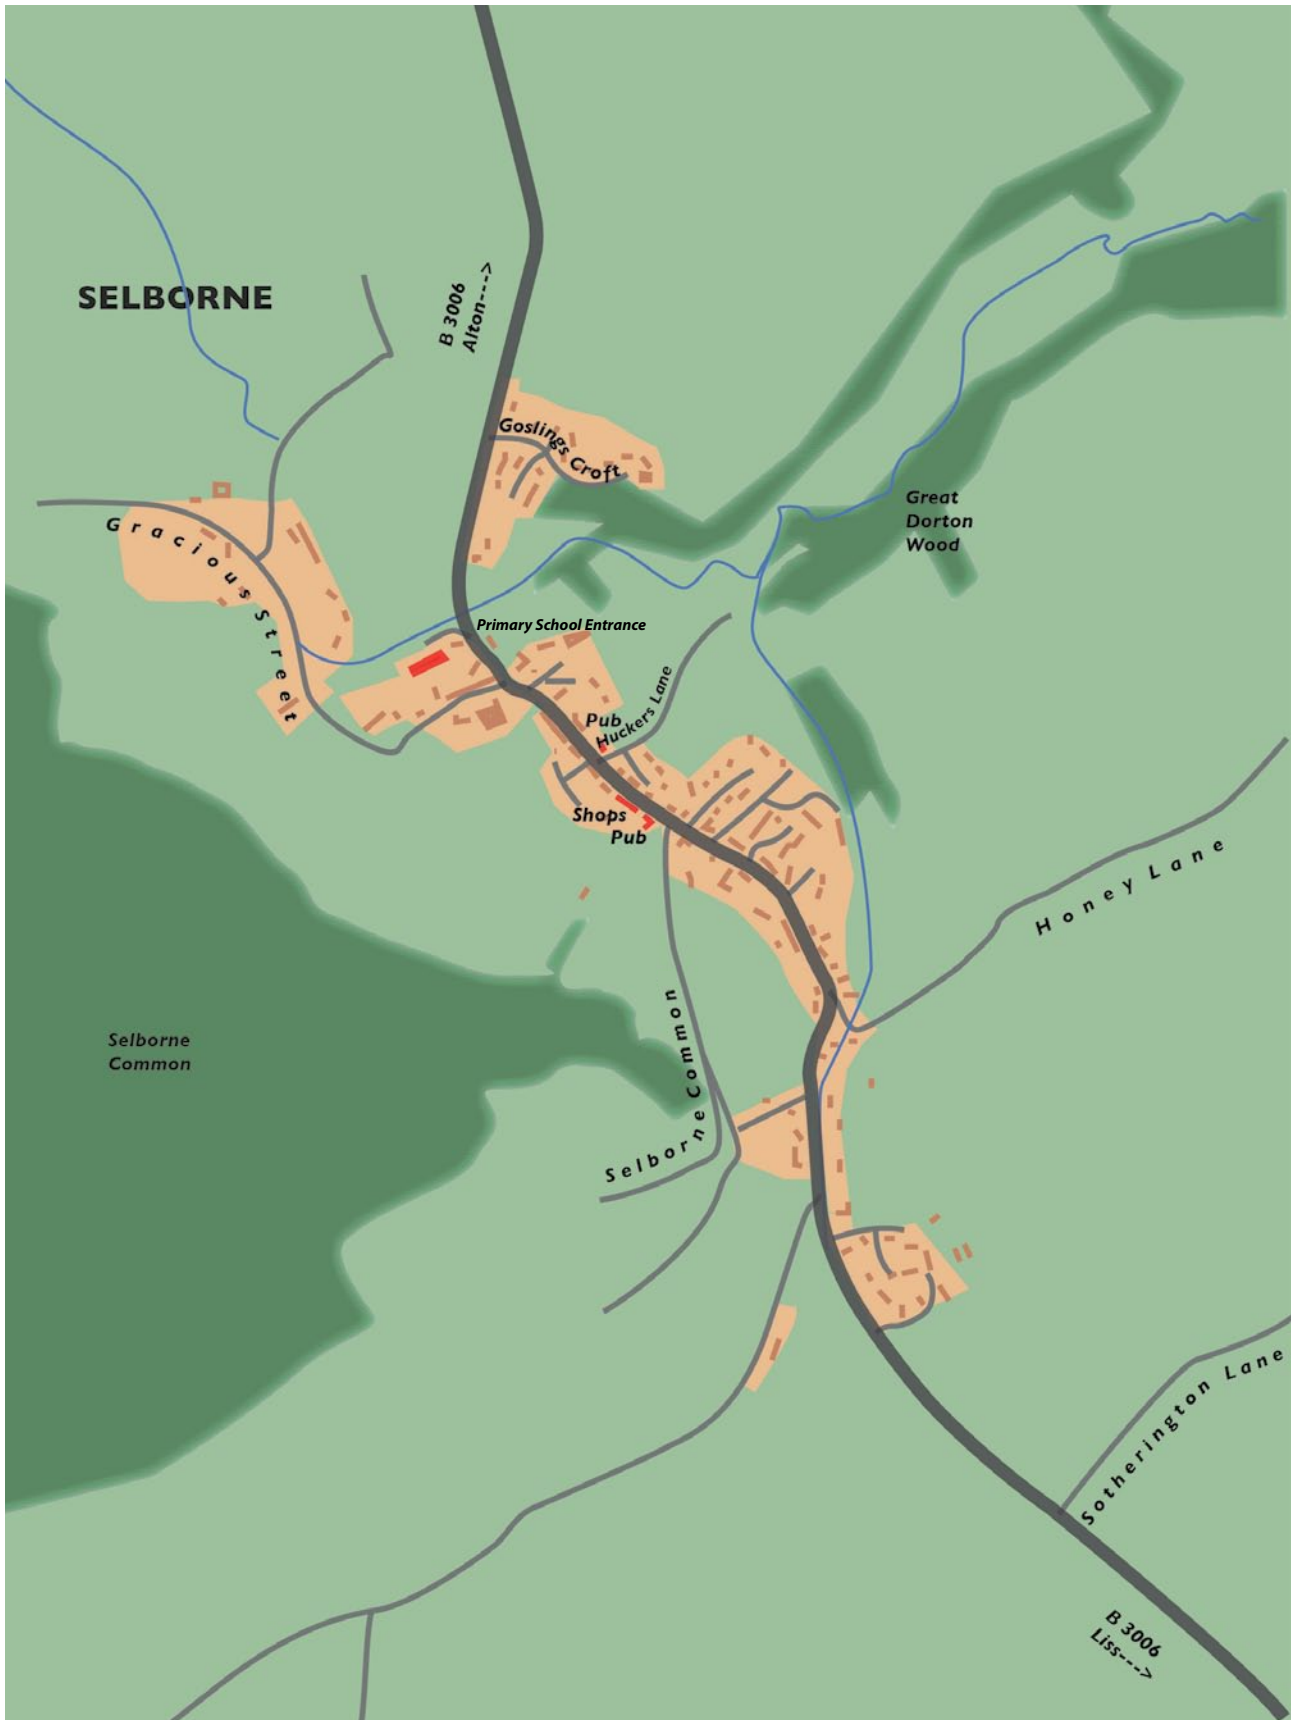 SELBORNE
B 3006
Alton---->
Goslings Croft
Great
Dorton
Wood
Gracious Street
Primary School Entrance
Huckers Lane
Pub
Shops
Pub
Honey Lane
Selborne
Common
Selborne Common
Sotherington Lane
B 3006
Liss--->